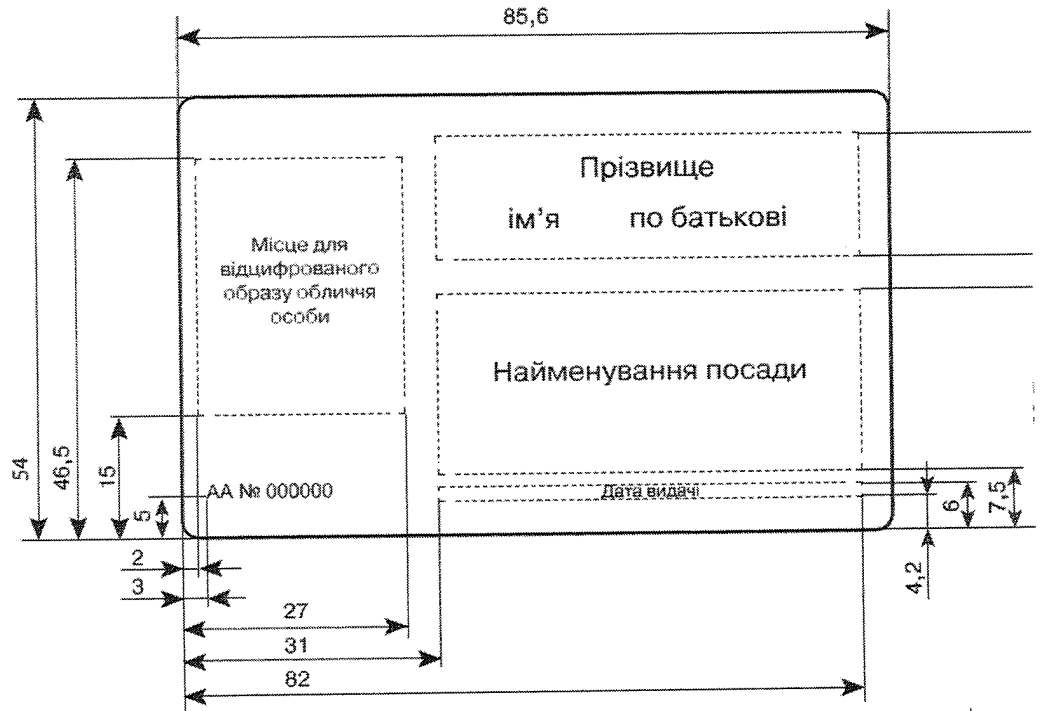 85,6
Прізвище
ім’я по батькові
Місце для
відцифрованого
образу обличчя
особи
Найменування посади
54
46,5
15
5
АА № 000000
Дата видачі
6
7,5
4,2
2
3
27
31
82